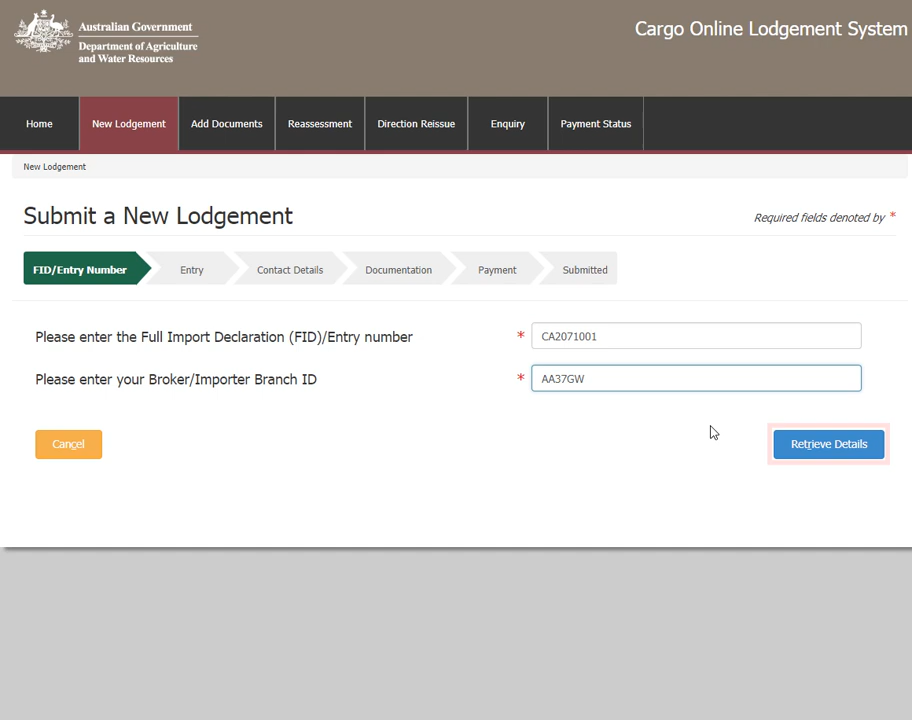 Australian Government
Department of Agriculture
and Water Resources
Cargo Online Lodgement System
Home New Lodgement Add Documents Reassessment Direction Reissue Enquiry Payment Status
New Lodgement
Submit a New Lodgement
Required fields denoted by *
FID/Entry Number Entry Contact Details Documentation Payment Submitted
Please enter the Full Import Declaration (FID)/Entry number * CA2071001
Please enter your Broker/Importer Branch ID * AA37GW
Cancel Retrieve Details